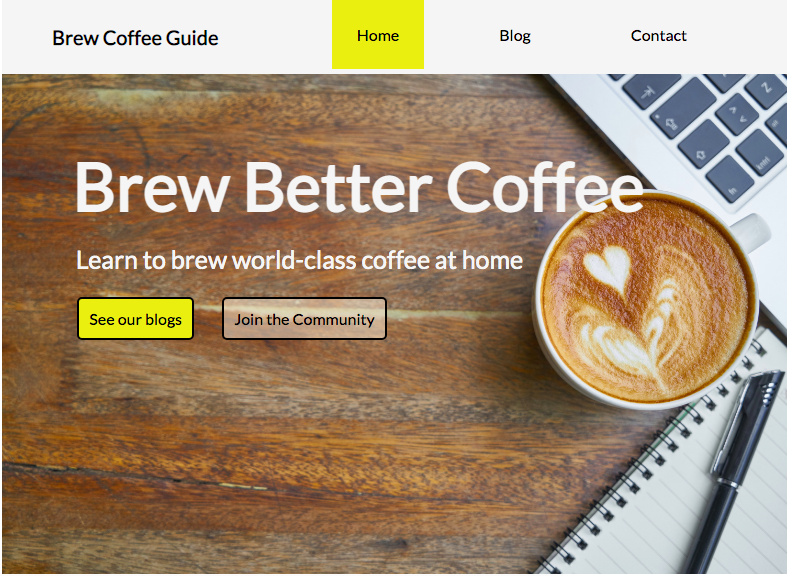 Brew Coffee Guide
Home
Blog
Contact
Brew Better Coffee
Learn to brew world-class coffee at home
See our blogs
Join the Community